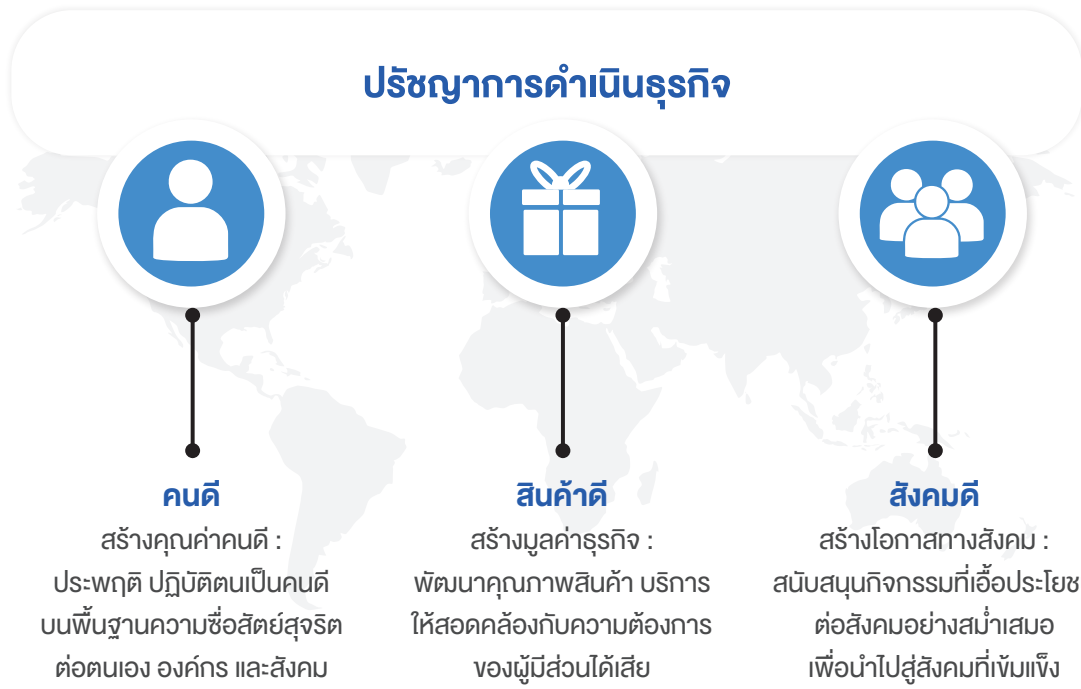 ปรัชญาการดำเนินธุรกิจ
คนดี
สร้างคุณค่าคนดี :
ประพฤติ ปฏิบัติตนเป็นคนดี
บนพื้นฐานความซื่อสัตย์สุจริต
ต่อตนเอง องค์กร และสังคม
สินค้าดี
สร้างมูลค่าธุรกิจ :
พัฒนาคุณภาพสินค้า บริการ
ให้สอดคล้องกับความต้องการ
ของผู้มีส่วนได้เสีย
สังคมดี
สร้างโอกาสทางสังคม :
สนับสนุนกิจกรรมที่เอื้อประโยช
ต่อสังคมอย่างสม่ำเสมอ
เพื่อนำไปสู่สังคมที่เข้มแข็ง